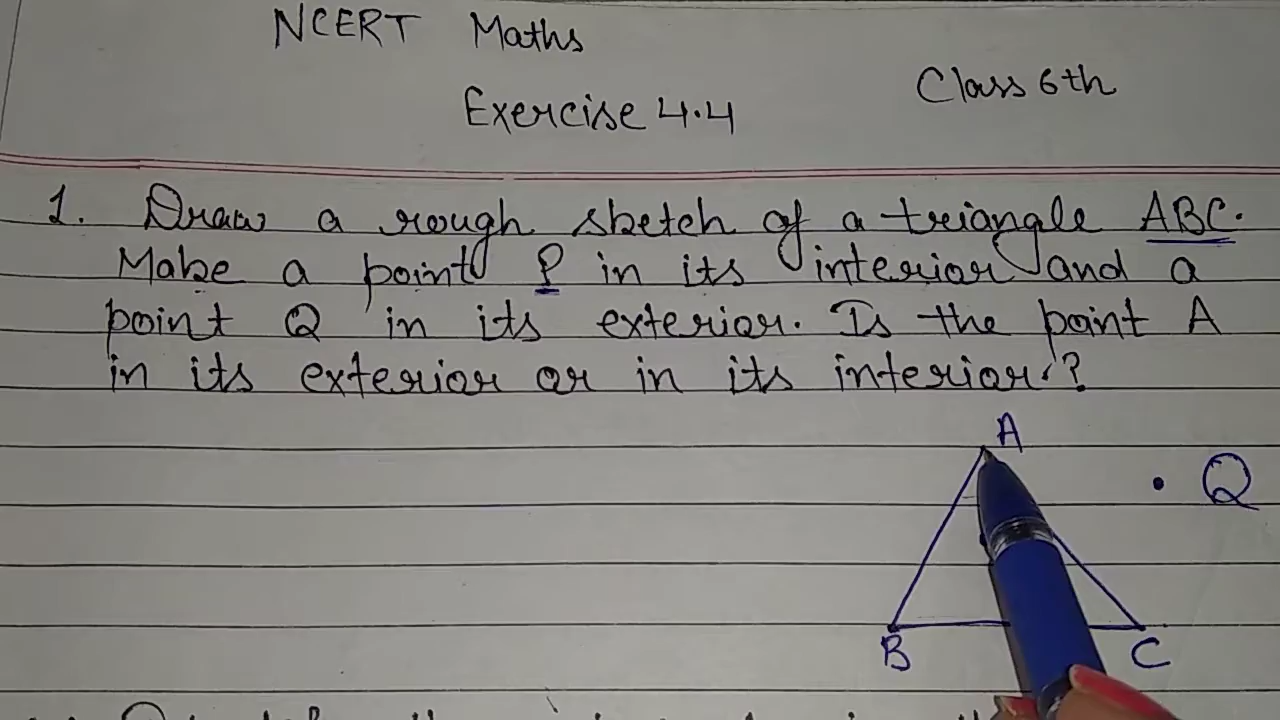 NCERT Maths
Class 6th
Exercise 4.4
1. Draw a rough sketch of a triangle ABC.
Make a point P in its interior and a
point Q in its exterior. Is the point A
in its exterior or in its interior?
A
Q
B
C